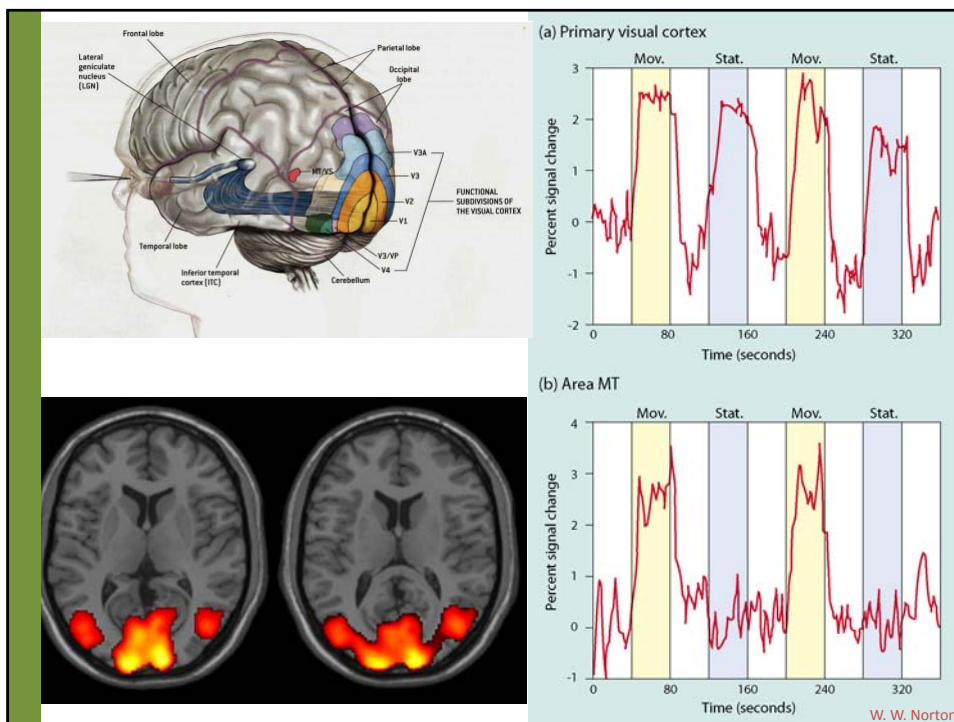 Frontal lobe
Lateral
geniculate
nucleus
(LGN)
Parietal lobe
Occipital
lobe
MT/V5
V3A
V3
V2
V1
FUNCTIONAL
SUBDIVISIONS OF
THE VISUAL CORTEX
Temporal lobe
Inferior temporal
cortex (ITC)
Cerebellum
V3/VP
V4
(a) Primary visual cortex
Mov. Stat. Mov. Stat.
Percent signal change
3
2
1
0
-1
-2
0 80 160 240 320
Time (seconds)
(b) Area MT
Mov. Stat. Mov. Stat.
Percent signal change
4
3
2
1
0
-1
0 80 160 240 320
Time (seconds)
W. W. Norton